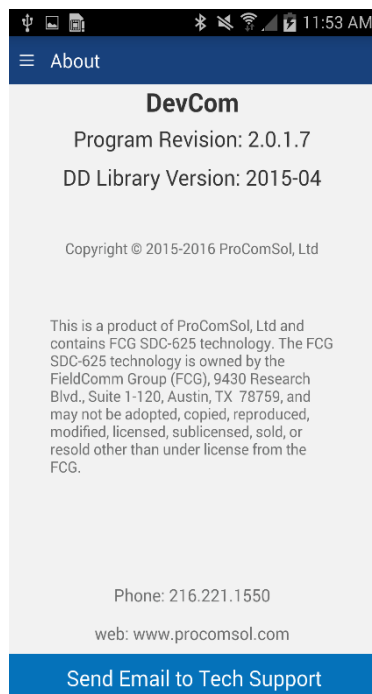 11:53 AM
About
DevCom
Program Revision: 2.0.1.7
DD Library Version: 2015-04
Copyright © 2015-2016 ProComSol, Ltd
This is a product of ProComSol, Ltd and
contains FCG SDC-625 technology. The FCG
SDC-625 technology is owned by the
FieldComm Group (FCG), 9430 Research
Blvd., Suite 1-120, Austin, TX  78759, and
may not be adopted, copied, reproduced,
modified, licensed, sublicensed, sold, or
resold other than under license from the
FCG.
Phone: 216.221.1550
web: www.procomsol.com
Send Email to Tech Support